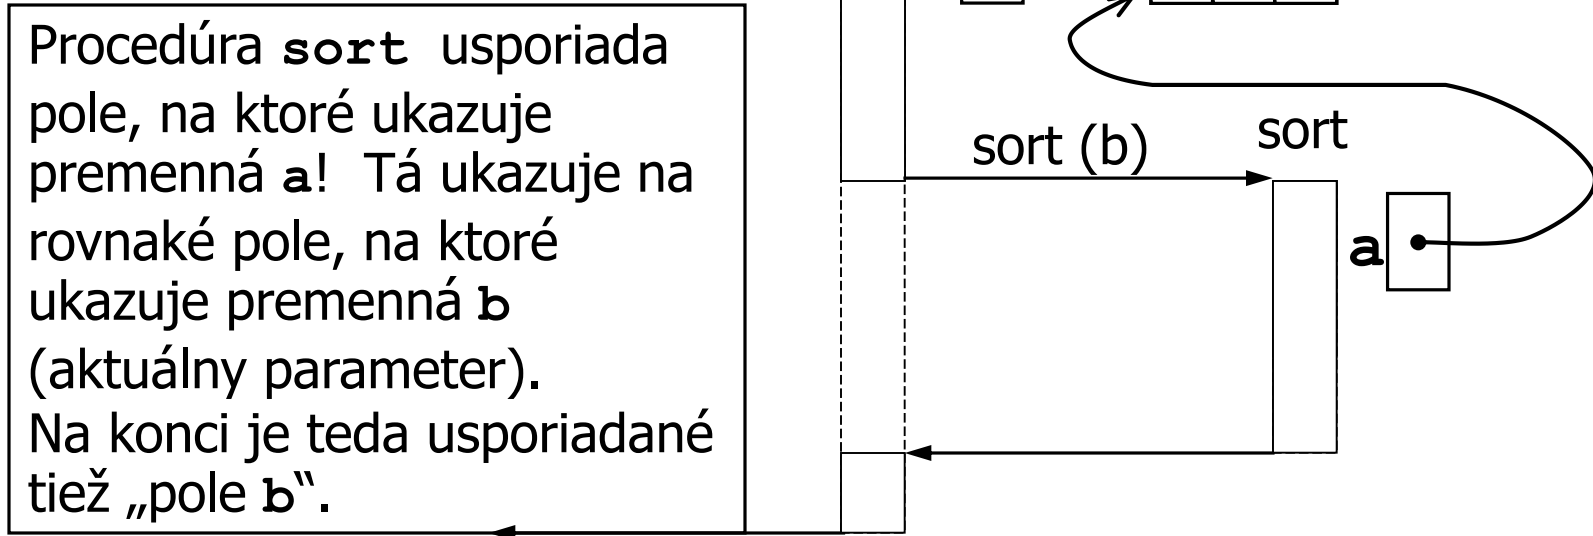 Procedúra sort usporiada
pole, na ktoré ukazuje
premenná a! Tá ukazuje na
rovnaké pole, na ktoré
ukazuje premenná b
(aktuálny parameter).
Na konci je teda usporiadané
tiež „pole b“.
sort (b)
sort
a